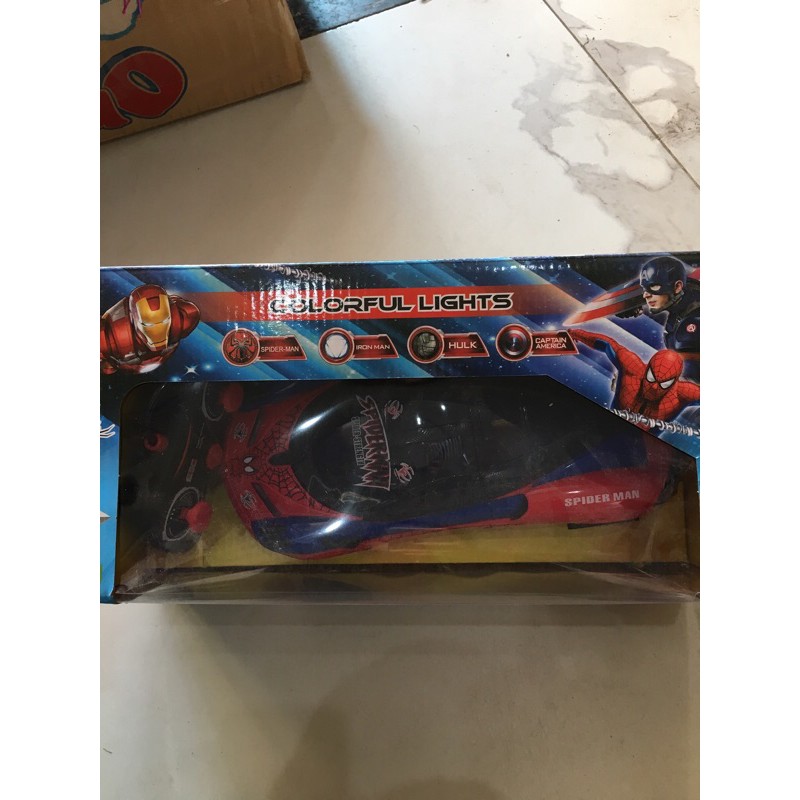 COLORFUL LIGHTS
SPIDER-MAN
IRON MAN
HULK
CAPTAIN
AMERICA
SPIDER MAN